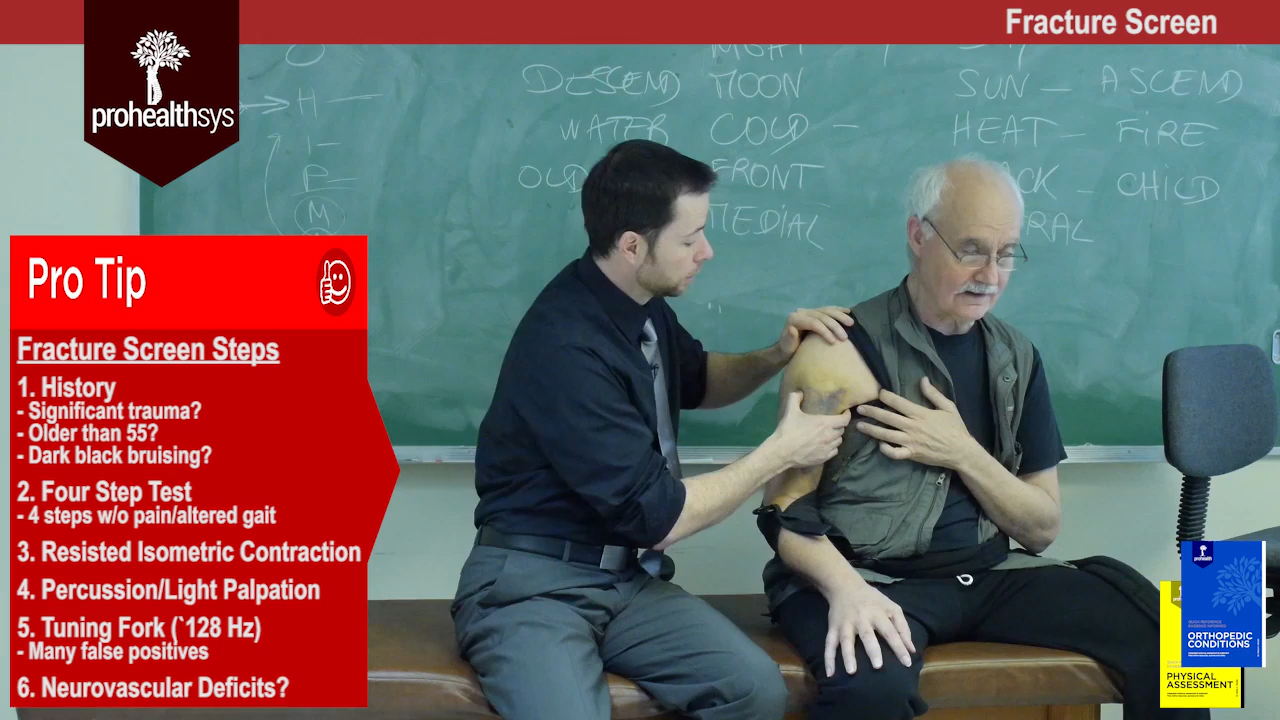 Fracture Screen
prohealthsys
DESCEND MOON SUN — ASCEND
→ H —
WATER COLD — HEAT — FIRE
I —
OLD FRONT — CHILD
P —
MEDIAL
M
Pro Tip
Fracture Screen Steps
1. History
- Significant trauma?
- Older than 55?
- Dark black bruising?
2. Four Step Test
- 4 steps w/o pain/altered gait
3. Resisted Isometric Contraction
4. Percussion/Light Palpation
5. Tuning Fork (`128 Hz)
- Many false positives
6. Neurovascular Deficits?
prohealth
ORTHOPEDIC
CONDITIONS
PHYSICAL
ASSESSMENT